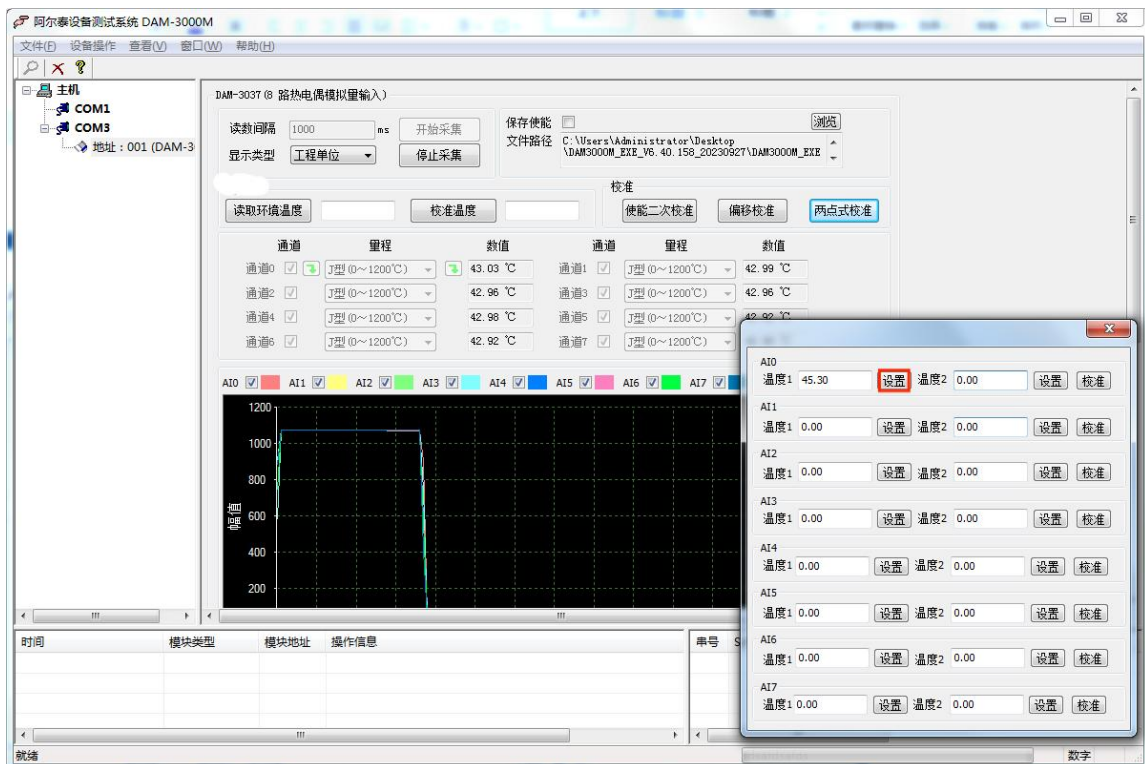 阿尔泰设备测试系统 DAM-3000M
文件(F) 设备操作 查看(V) 窗口(W) 帮助(H)
主机
COM1
COM3
地址：001 (DAM-3
DAM-3037(8 路热电偶模拟量输入)
读数间隔 1000 ms 开始采集
显示类型 工程单位 停止采集
保存使能 浏览
文件路径 C:\Users\Administrator\Desktop
\DAM3000M_EXE_V6.40.158_20230927\DAM3000M_EXE
读取环境温度 校准温度
校准
使能二次校准 偏移校准 两点式校准
通道 量程 数值 通道 量程 数值
通道0 J型(0～1200℃) 43.03 ℃ 通道1 J型(0～1200℃) 42.99 ℃
通道2 J型(0～1200℃) 42.96 ℃ 通道3 J型(0～1200℃) 42.96 ℃
通道4 J型(0～1200℃) 42.98 ℃ 通道5 J型(0～1200℃) 42.92 ℃
通道6 J型(0～1200℃) 42.92 ℃ 通道7 J型(0～1200℃)
AI0 AI1 AI2 AI3 AI4 AI5 AI6 AI7
幅值
1200
1000
800
600
400
200
AI0
温度1 45.30 设置 温度2 0.00 设置 校准
AI1
温度1 0.00 设置 温度2 0.00 设置 校准
AI2
温度1 0.00 设置 温度2 0.00 设置 校准
AI3
温度1 0.00 设置 温度2 0.00 设置 校准
AI4
温度1 0.00 设置 温度2 0.00 设置 校准
AI5
温度1 0.00 设置 温度2 0.00 设置 校准
AI6
温度1 0.00 设置 温度2 0.00 设置 校准
AI7
温度1 0.00 设置 温度2 0.00 设置 校准
时间 模块类型 模块地址 操作信息 串号 S
就绪 数字